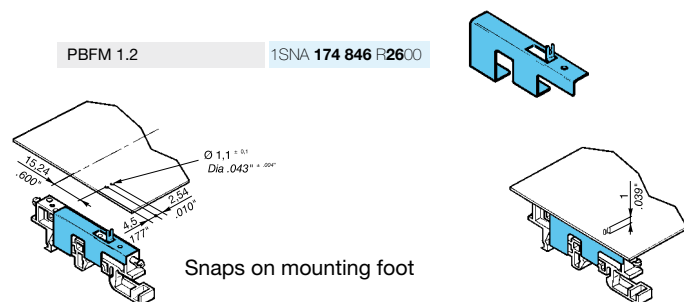 PBFM 1.2 1SNA 174 846 R2600
15,24
.600"
Ø 1,1 ± 0,1
Dia .043" ± .004"
2,54
.010"
4,5
177"
1
.039"
Snaps on mounting foot